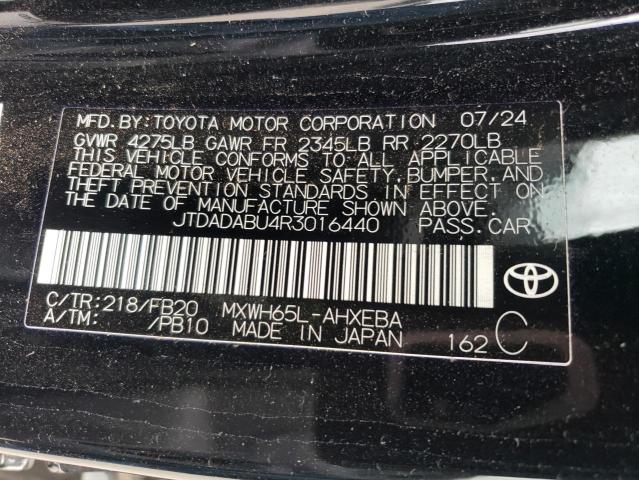 MFD.BY:TOYOTA MOTOR CORPORATION 07/24
GVWR 4275LB GAWR FR 2345LB RR 2270LB
THIS VEHICLE CONFORMS TO ALL APPLICABLE
FEDERAL MOTOR VEHICLE SAFETY,BUMPER,AND
THEFT PREVENTION STANDARDS IN EFFECT ON
THE DATE OF MANUFACTURE SHOWN ABOVE.
JTDADABU4R3016440 PASS.CAR
C/TR:218/FB20 MXWH65L-AHXEBA
A/TM: /PB10 MADE IN JAPAN 162 C